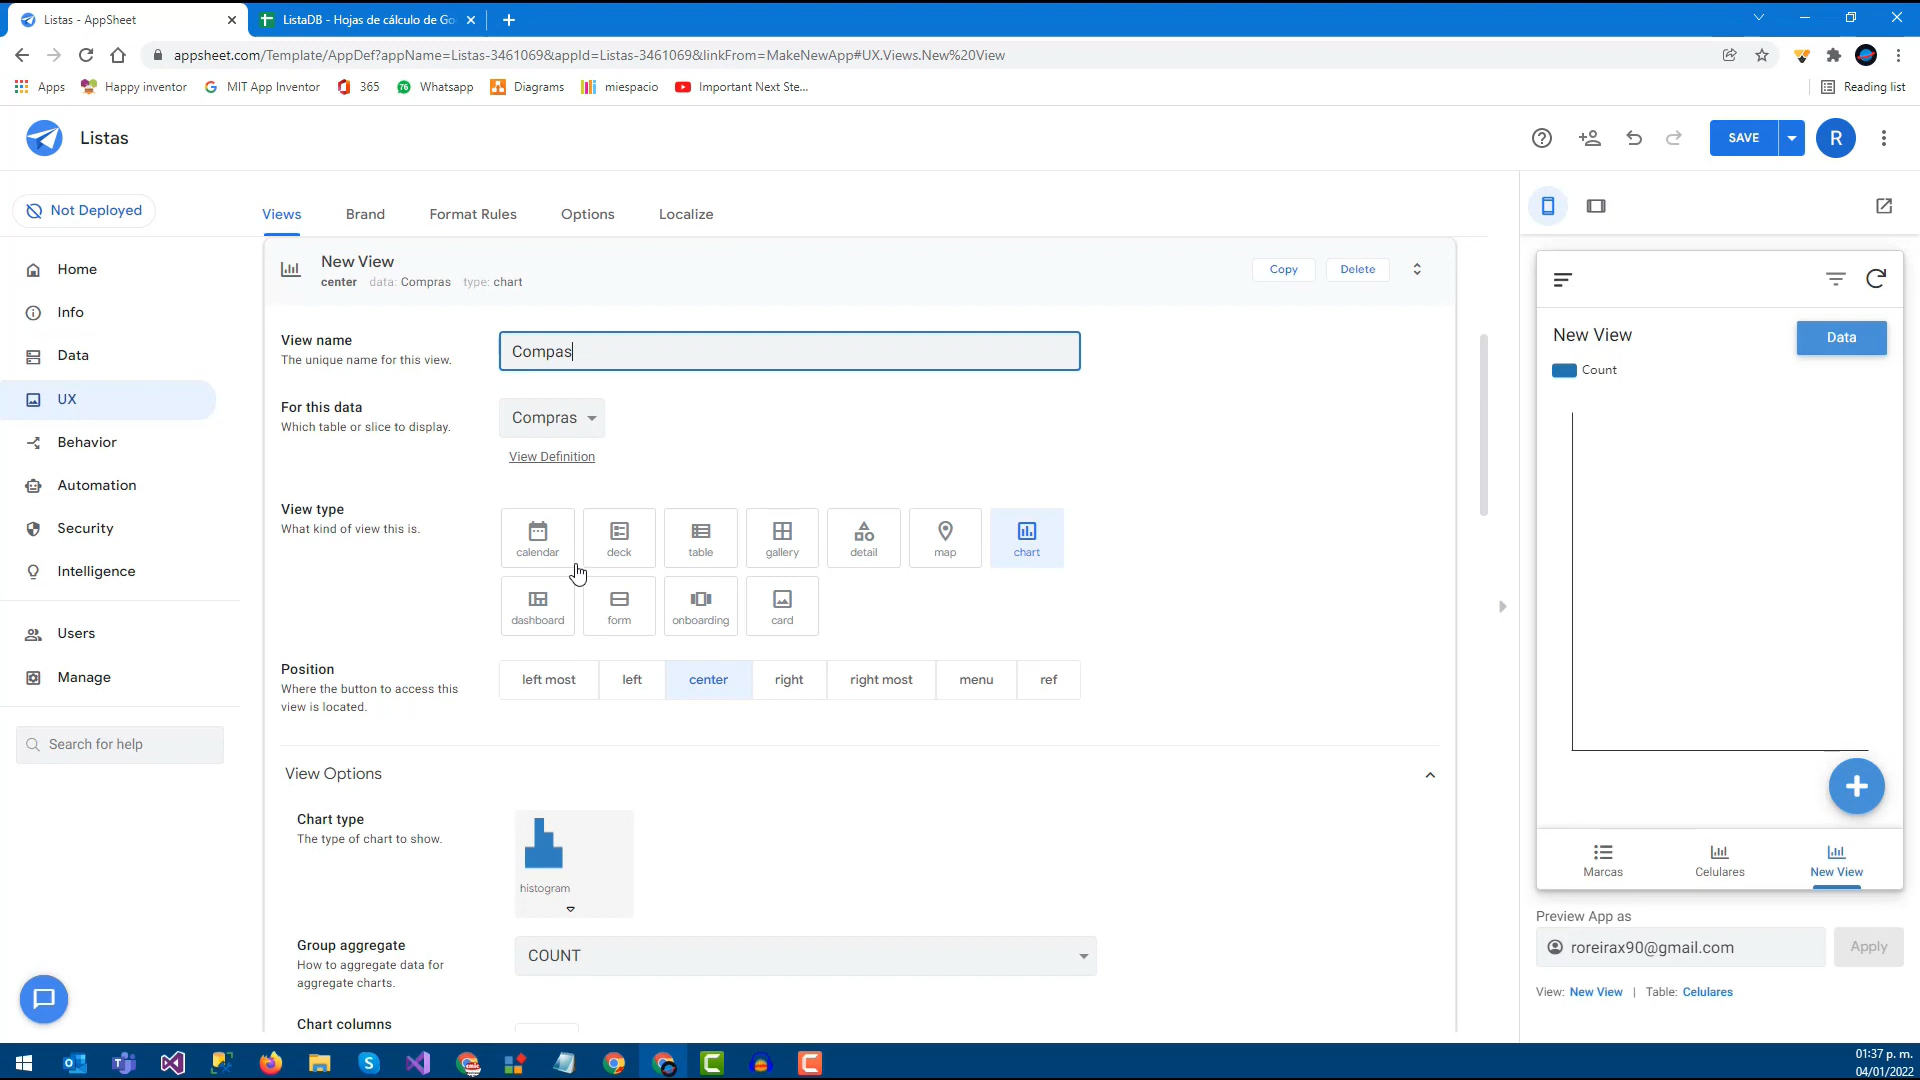 Listas - AppSheet
ListaDB - Hojas de cálculo de Go
appsheet.com/Template/AppDef?appName=Listas-3461069&appId=Listas-3461069&linkFrom=MakeNewApp#UX.Views.New%20View
Apps
Happy inventor
MIT App Inventor
365
Whatsapp
Diagrams
miespacio
Important Next Ste...
Reading list
Listas
SAVE
R
Not Deployed
Views
Brand
Format Rules
Options
Localize
Home
Info
Data
UX
Behavior
Automation
Security
Intelligence
Users
Manage
Search for help
New View
center data: Compras type: chart
Copy
Delete
View name
The unique name for this view.
Compas
For this data
Which table or slice to display.
Compras
View Definition
View type
What kind of view this is.
calendar
deck
table
gallery
detail
map
chart
dashboard
form
onboarding
card
Position
Where the button to access this
view is located.
left most
left
center
right
right most
menu
ref
View Options
Chart type
The type of chart to show.
histogram
Group aggregate
How to aggregate data for
aggregate charts.
COUNT
Chart columns
New View
Data
Count
Marcas
Celulares
New View
Preview App as
roreirax90@gmail.com
Apply
View: New View | Table: Celulares
01:37 p. m.
04/01/2022